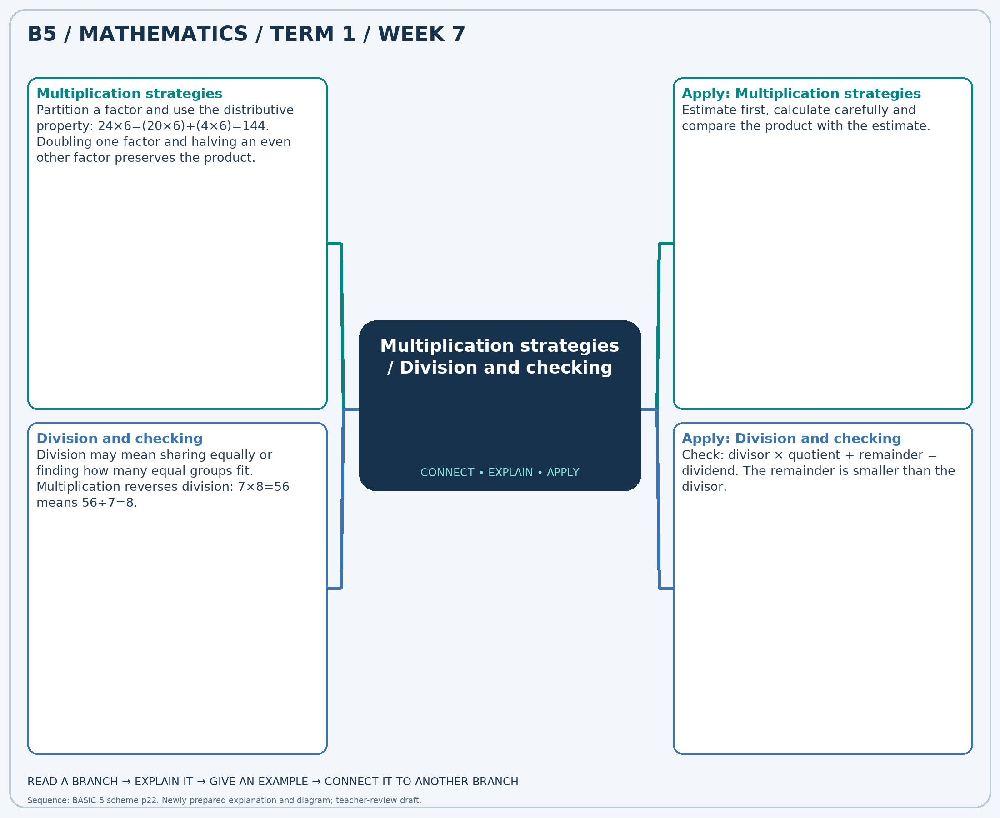 B5 / MATHEMATICS / TERM 1 / WEEK 7
Multiplication strategies
Partition a factor and use the distributive
property: 24×6=(20×6)+(4×6)=144.
Doubling one factor and halving an even
other factor preserves the product.
Apply: Multiplication strategies
Estimate first, calculate carefully and
compare the product with the estimate.
Multiplication strategies
/ Division and checking
CONNECT • EXPLAIN • APPLY
Division and checking
Division may mean sharing equally or
finding how many equal groups fit.
Multiplication reverses division: 7×8=56
means 56÷7=8.
Apply: Division and checking
Check: divisor × quotient + remainder =
dividend. The remainder is smaller than the
divisor.
READ A BRANCH → EXPLAIN IT → GIVE AN EXAMPLE → CONNECT IT TO ANOTHER BRANCH
Sequence: BASIC 5 scheme p22. Newly prepared explanation and diagram; teacher-review draft.